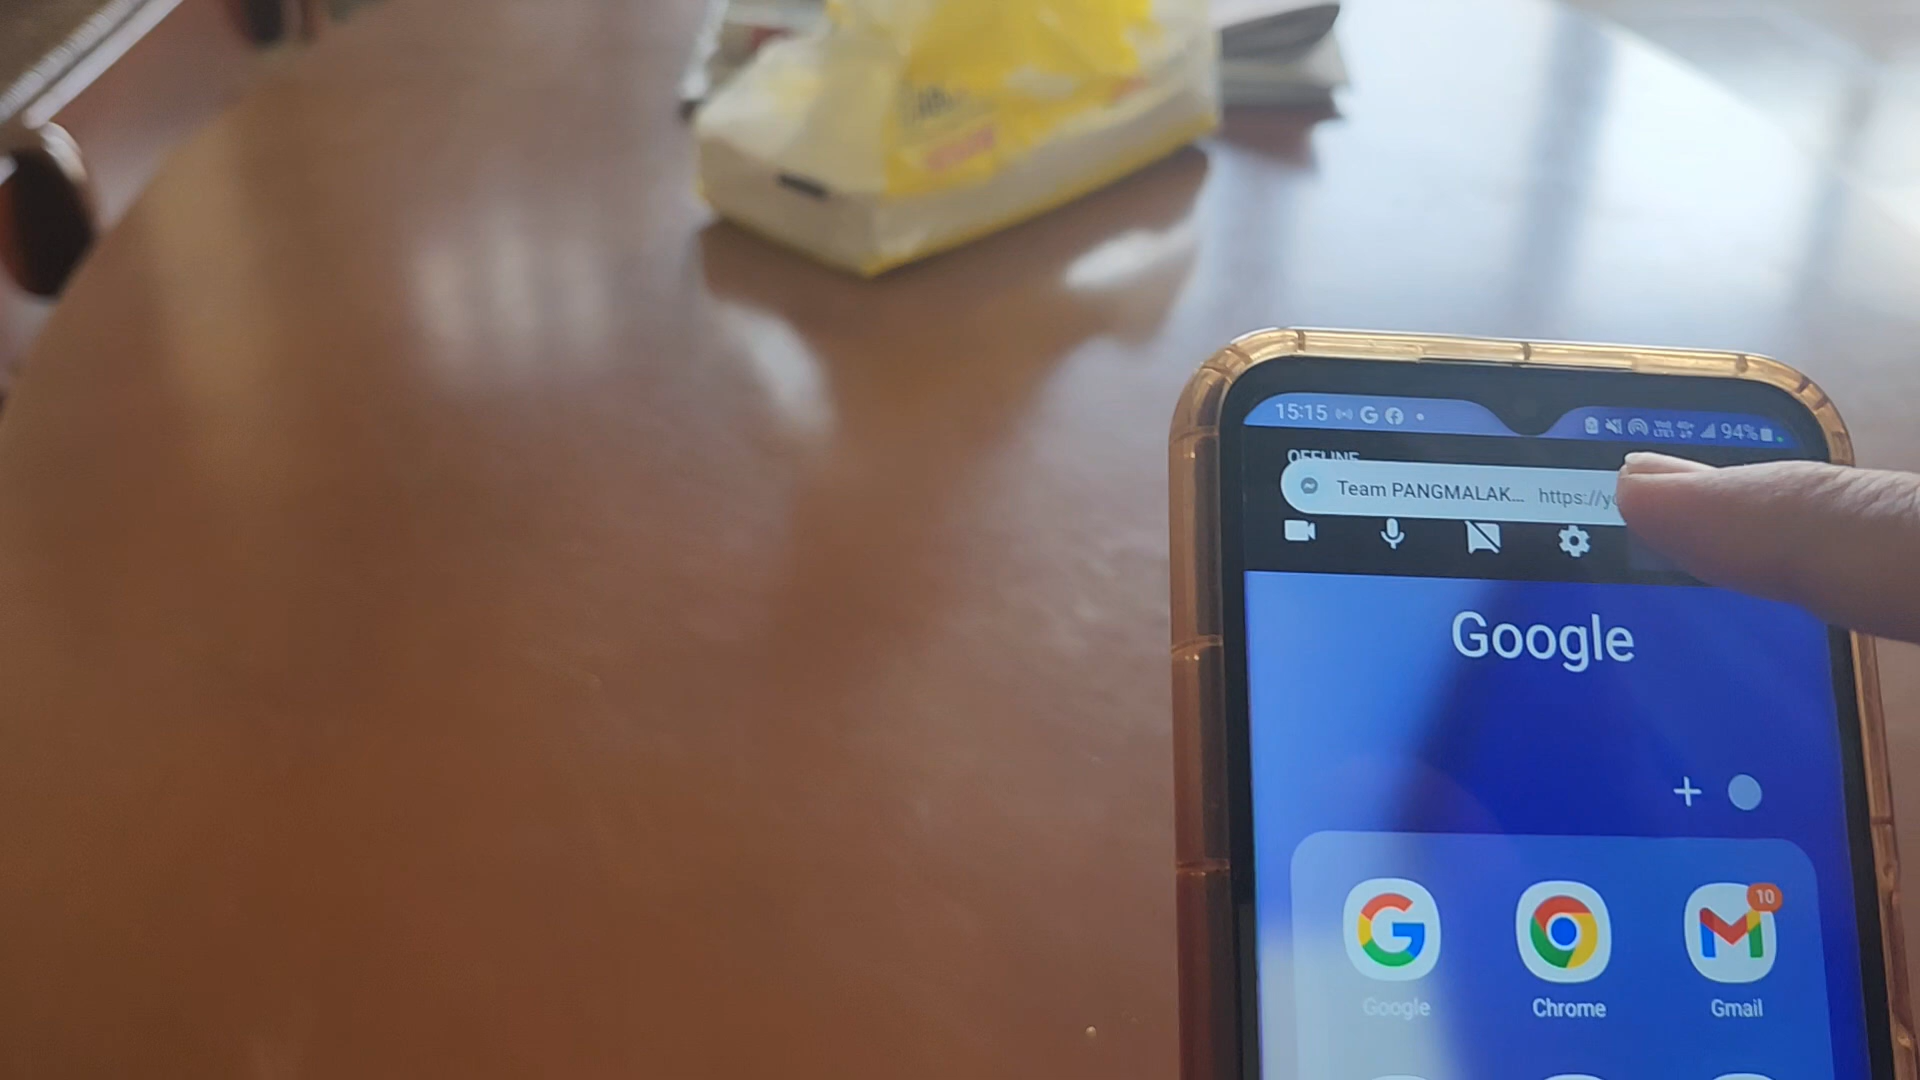 15:15
94%
OFFLINE
Team PANGMALAK... https://y
Google
10
Google Chrome Gmail